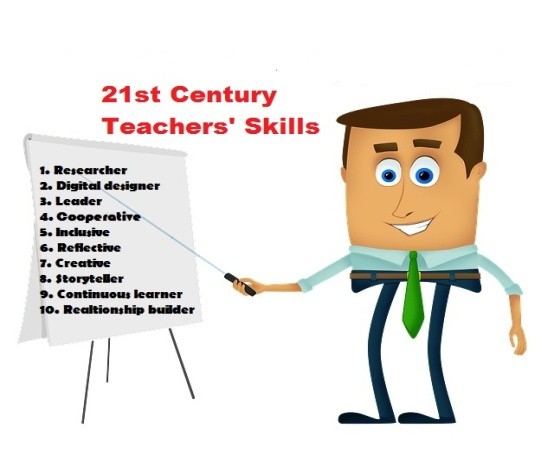 21st Century
Teachers' Skills
1. Researcher
2. Digital designer
3. Leader
4. Cooperative
5. Inclusive
6. Reflective
7. Creative
8. Storyteller
9. Continuous learner
10. Realtionship builder